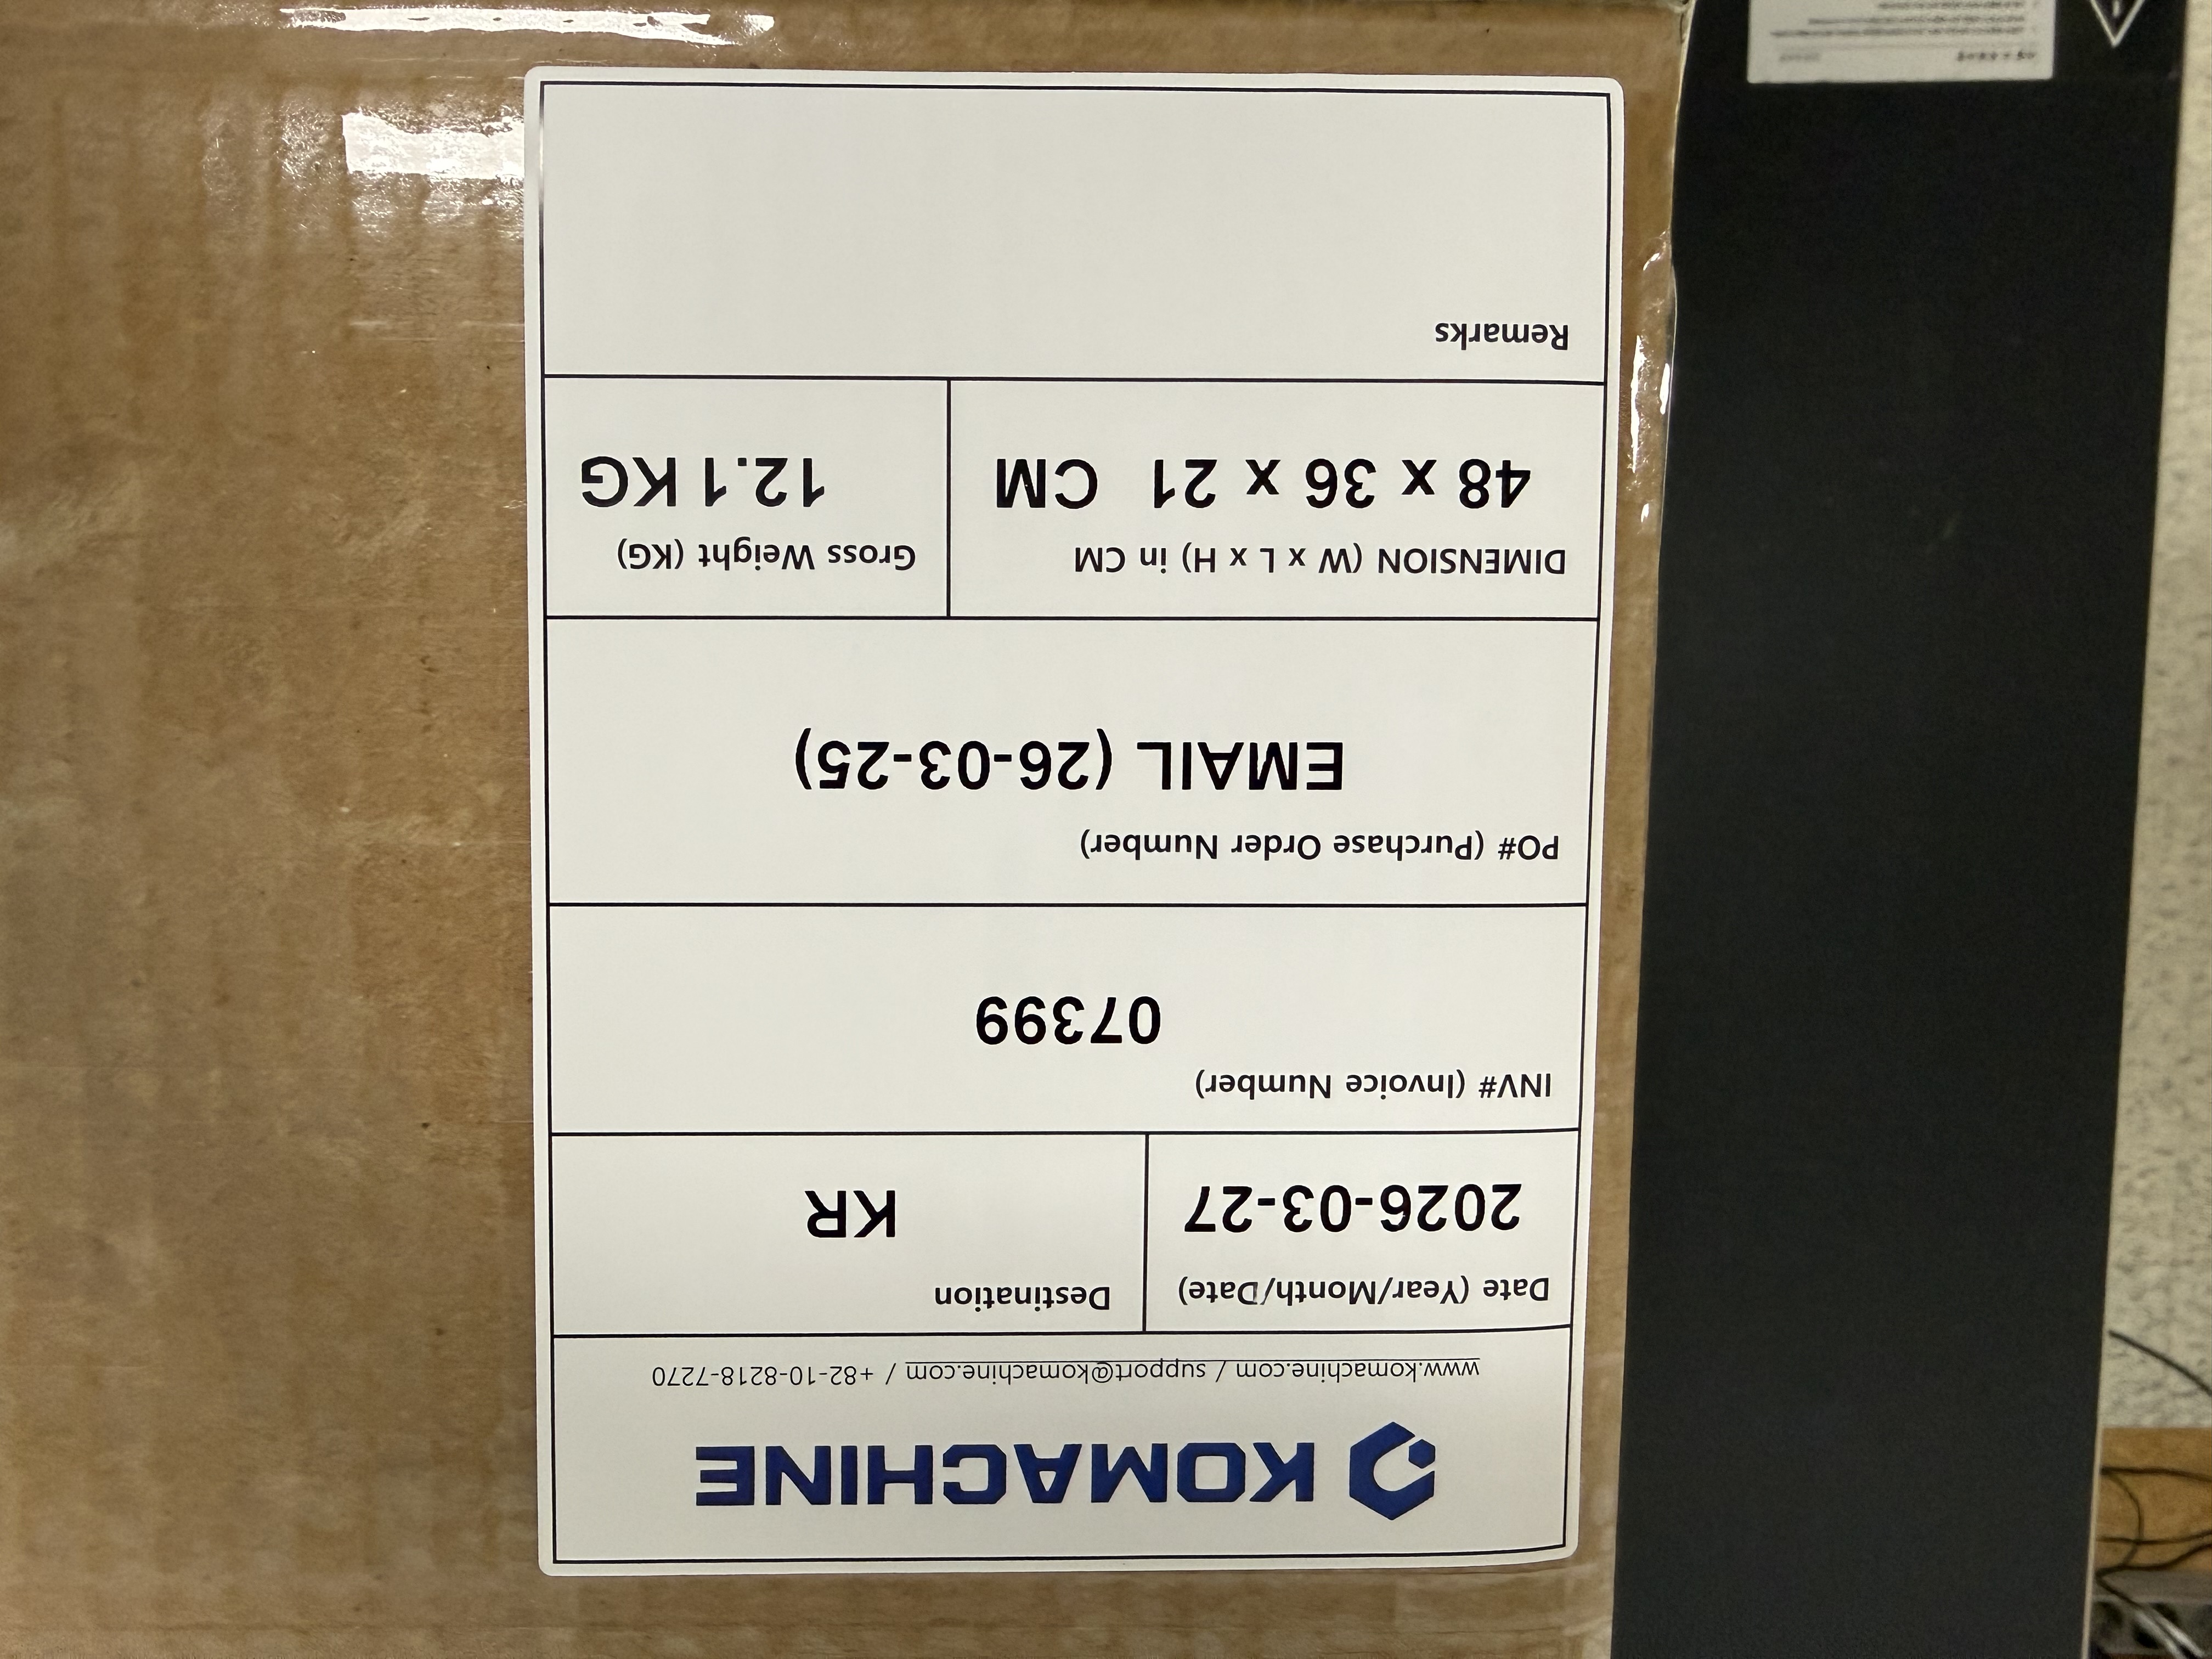 KOMACHINE
www.komachine.com / support@komachine.com / +82-10-8218-7270
Date (Year/Month/Date)
2026-03-27
Destination
KR
INV# (Invoice Number)
07399
PO# (Purchase Order Number)
EMAIL (26-03-25)
DIMENSION (W x L x H) in CM
48 x 36 x 21 CM
Gross Weight (KG)
12.1 KG
Remarks